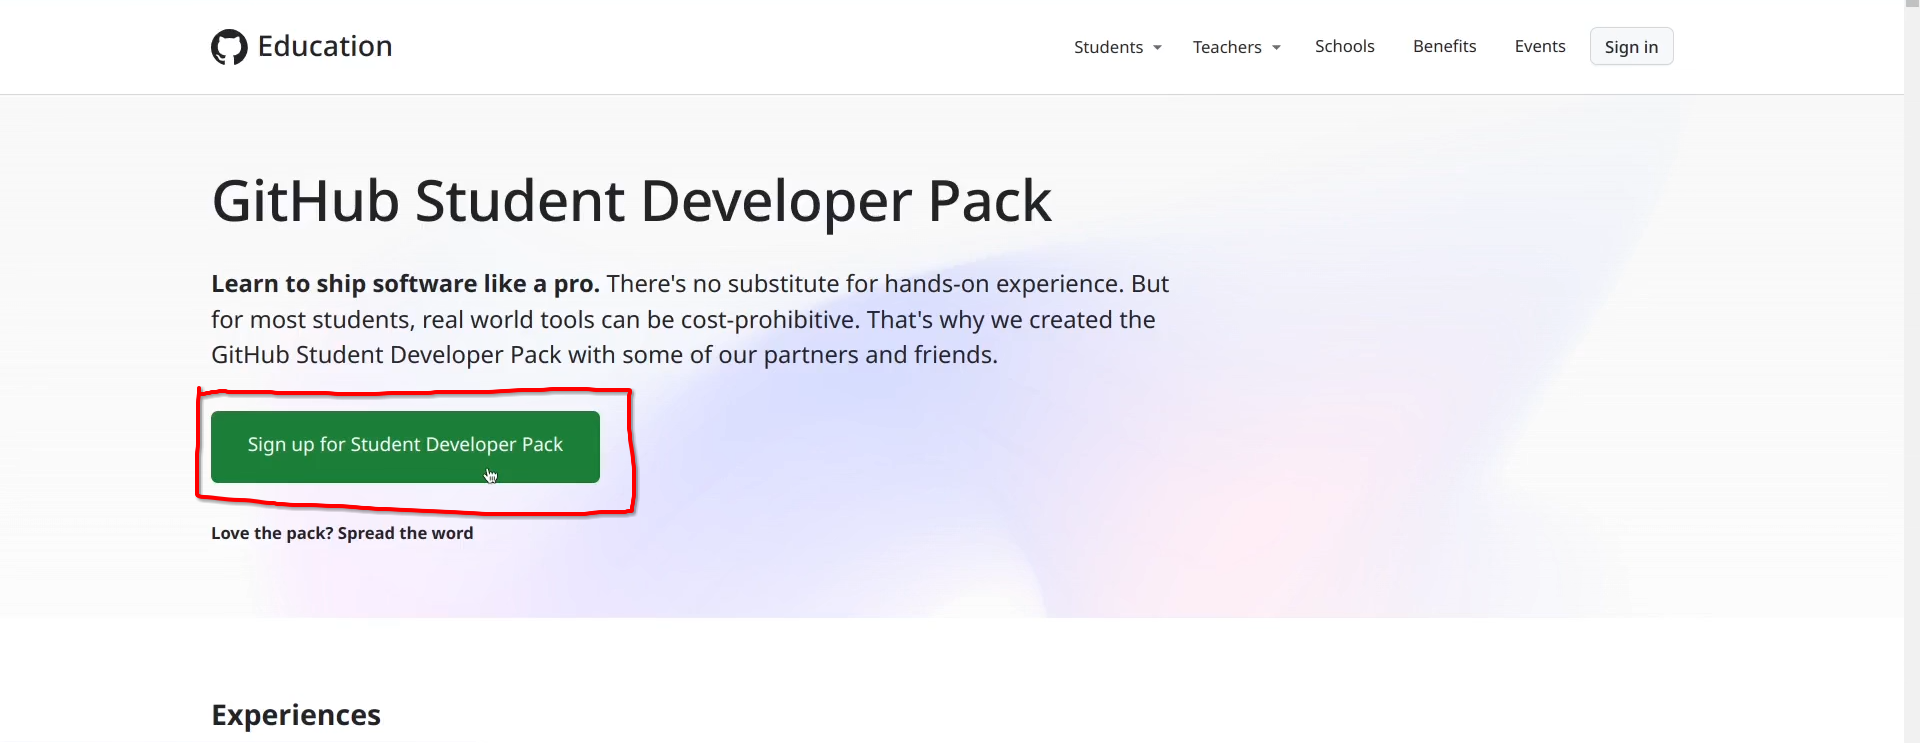 Education
Students
Teachers
Schools
Benefits
Events
Sign in
GitHub Student Developer Pack
Learn to ship software like a pro. There's no substitute for hands-on experience. But
for most students, real world tools can be cost-prohibitive. That's why we created the
GitHub Student Developer Pack with some of our partners and friends.
Sign up for Student Developer Pack
Love the pack? Spread the word
Experiences